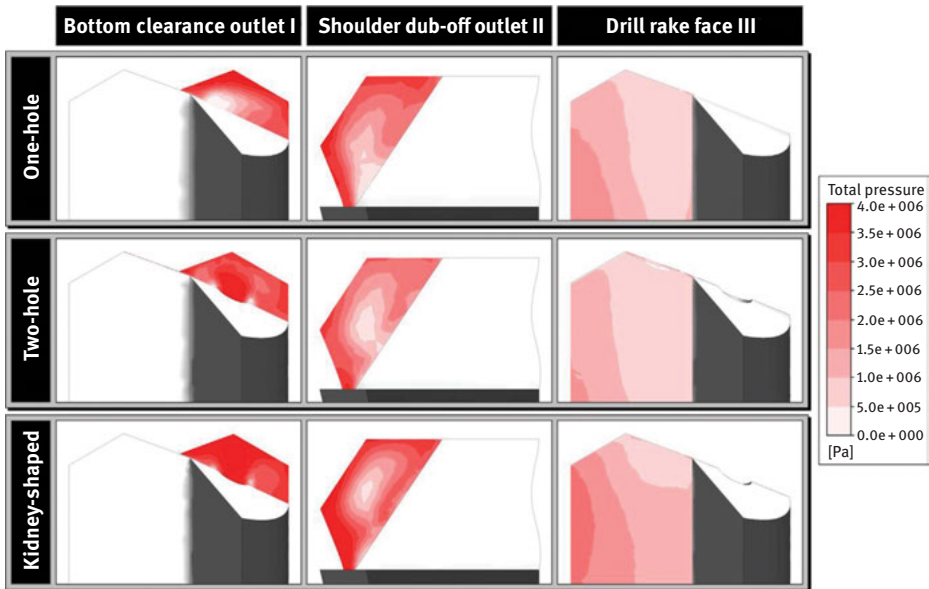 Bottom clearance outlet I
Shoulder dub-off outlet II
Drill rake face III
One-hole
Two-hole
Kidney-shaped
Total pressure
4.0e + 006
3.5e + 006
3.0e + 006
2.5e + 006
2.0e + 006
1.5e + 006
1.0e + 006
5.0e + 005
0.0e + 000
[Pa]